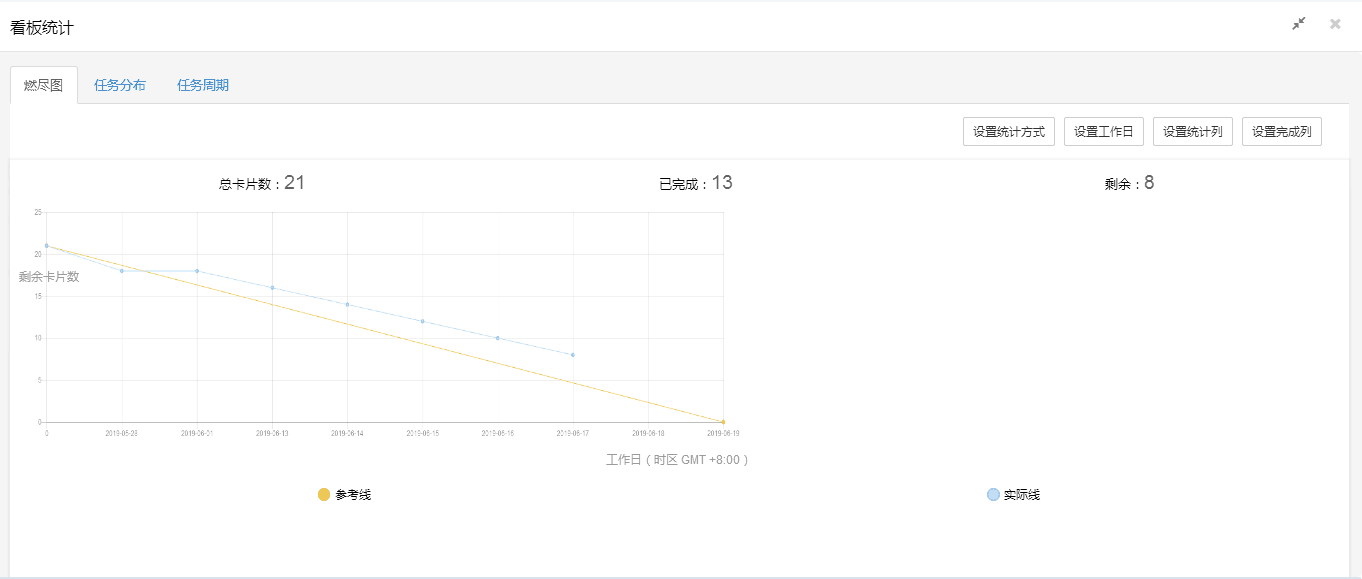 看板统计
燃尽图 任务分布 任务周期
设置统计方式 设置工作日 设置统计列 设置完成列
总卡片数：21 已完成：13 剩余：8
25
20
剩余卡片数
15
10
5
0
0 2019-05-28 2019-06-01 2019-06-13 2019-06-14 2019-06-15 2019-06-16 2019-06-17 2019-06-18 2019-06-19
工作日（时区 GMT +8:00 ）
参考线 实际线